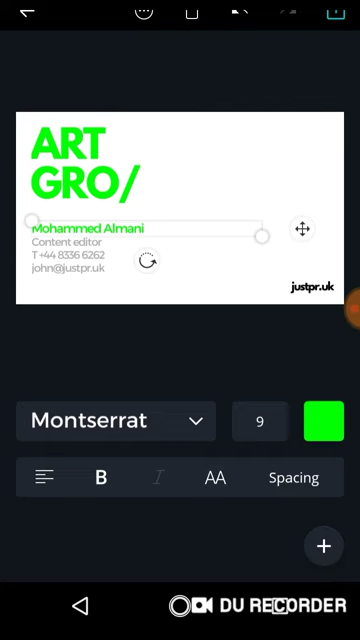 ART
GRO/
Mohammed Almani
Content editor
T +44 8336 6262
john@justpr.uk
justpr.uk
Montserrat
9
B
I
AA
Spacing
+
DU RECORDER